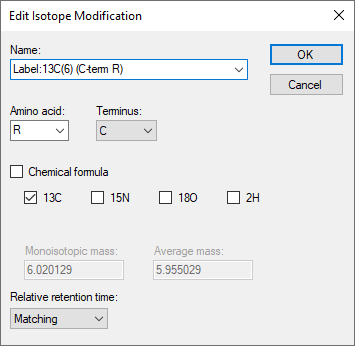 Edit Isotope Modification
Name:
OK
Label:13C(6) (C-term R)
Cancel
Amino acid: Terminus:
R C
Chemical formula
13C 15N 18O 2H
Monoisotopic mass: Average mass:
6.020129 5.955029
Relative retention time:
Matching